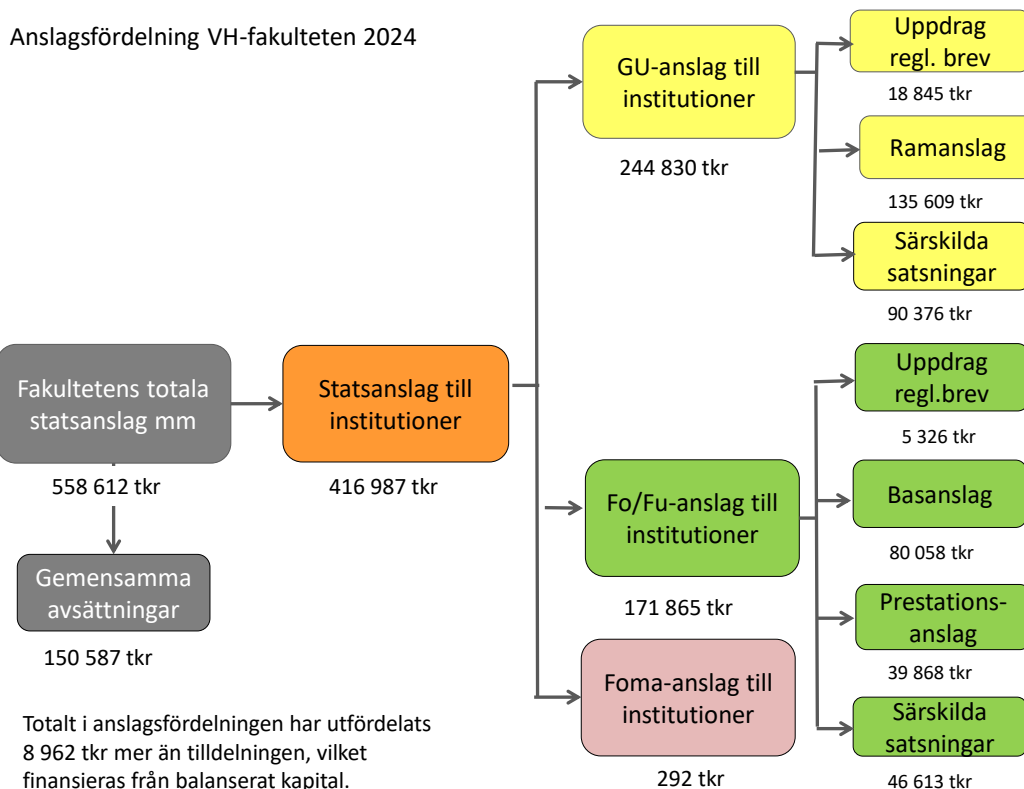 Anslagsfördelning VH-fakulteten 2024
GU-anslag till
institutioner
244 830 tkr
Uppdrag
regl. brev
18 845 tkr
Ramanslag
135 609 tkr
Särskilda
satsningar
90 376 tkr
Fakultetens totala
statsanslag mm
558 612 tkr
Statsanslag till
institutioner
416 987 tkr
Gemensamma
avsättningar
150 587 tkr
Fo/Fu-anslag till
institutioner
171 865 tkr
Uppdrag
regl.brev
5 326 tkr
Basanslag
80 058 tkr
Prestations-
anslag
39 868 tkr
Särskilda
satsningar
46 613 tkr
Foma-anslag till
institutioner
292 tkr
Totalt i anslagsfördelningen har utfördelats
8 962 tkr mer än tilldelningen, vilket
finansieras från balanserat kapital.